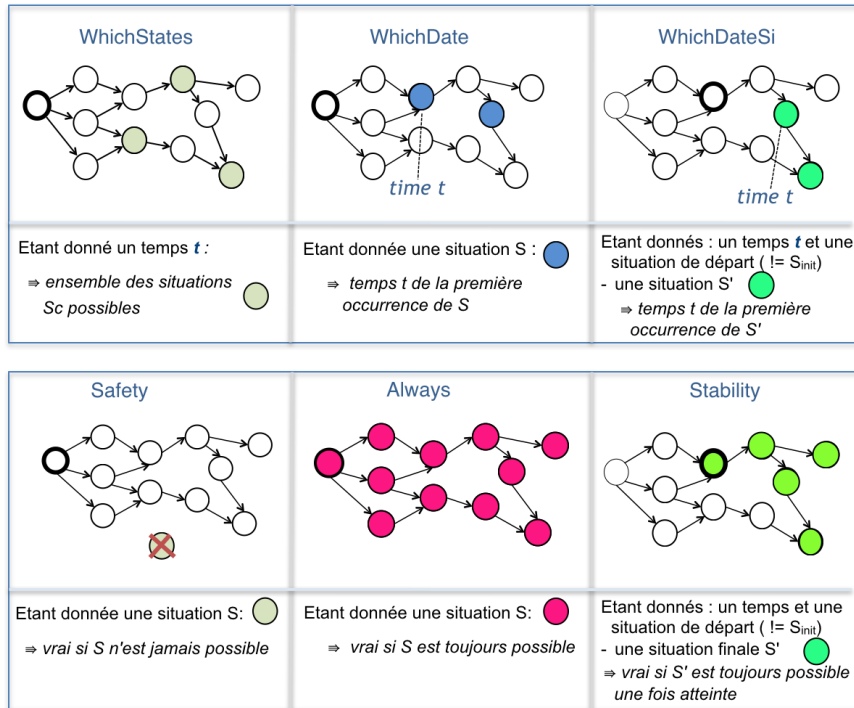 WhichStates
WhichDate
WhichDateSi
time t
time t
Etant donné un temps t :
⇛ ensemble des situations
Sc possibles
Etant donnée une situation S :
⇛ temps t de la première
occurrence de S
Etant donnés : un temps t et une
situation de départ ( != Sinit)
- une situation S'
⇛ temps t de la première
occurrence de S'
Safety
Always
Stability
Etant donnée une situation S:
⇛ vrai si S n'est jamais possible
Etant donnée une situation S:
⇛ vrai si S est toujours possible
Etant donnés : un temps et une
situation de départ ( != Sinit)
- une situation finale S'
⇛ vrai si S' est toujours possible
une fois atteinte